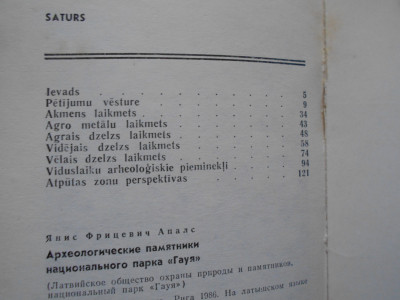 SATURS
Ievads 5
Pētījumu vēsture 9
Akmens laikmets 34
Agro metālu laikmets 43
Agrais dzelzs laikmets 48
Vidējais dzelzs laikmets 58
Vēlais dzelzs laikmets 74
Viduslaiku arheoloģiskie pieminekļi 94
Atpūtas zonu perspektīvas 121
Янис Фрицевич Апалс
Археологические памятники
национального парка «Гауя»
(Латвийское общество охраны природы и памятников,
национальный парк «Гауя»)
Рига 1986. На латышском языке